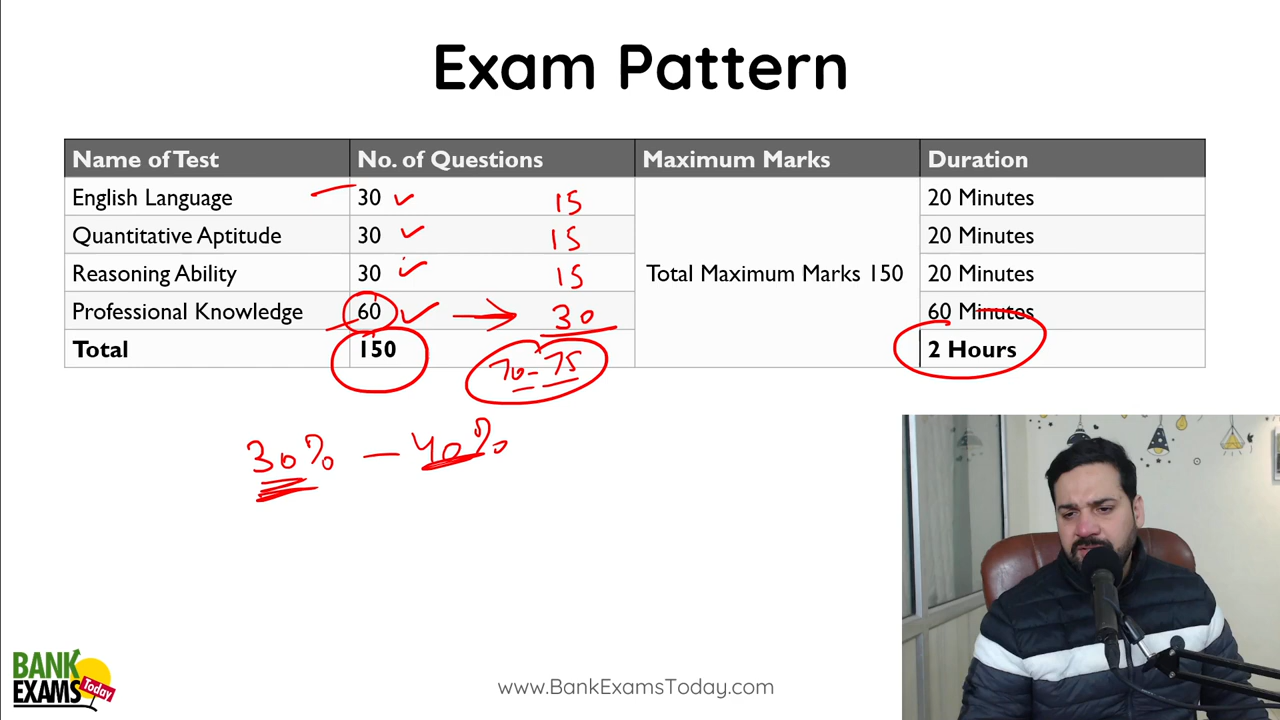 Exam Pattern
Name of Test No. of Questions Maximum Marks Duration
English Language 30 15 20 Minutes
Quantitative Aptitude 30 15 20 Minutes
Reasoning Ability 30 15 Total Maximum Marks 150 20 Minutes
Professional Knowledge 60 30 60 Minutes
Total 150 70-75 2 Hours
30% - 40%
BANK
EXAMS Today
www.BankExamsToday.com